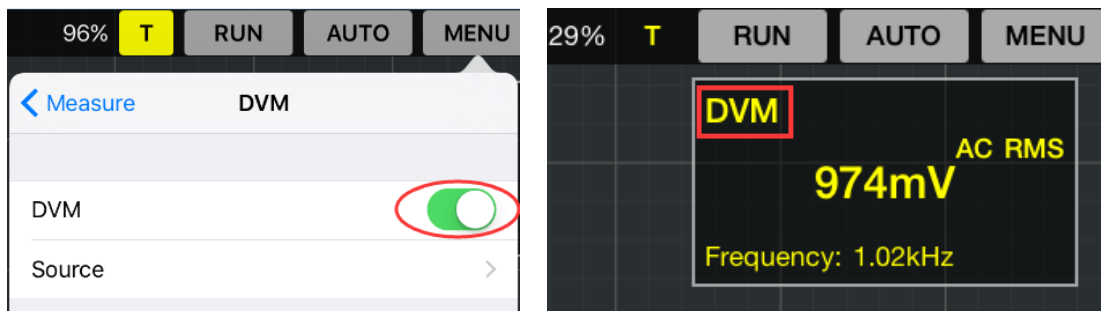 96% T RUN AUTO MENU
Measure DVM
DVM
Source
29% T RUN AUTO MENU
DVM
AC RMS
974mV
Frequency: 1.02kHz